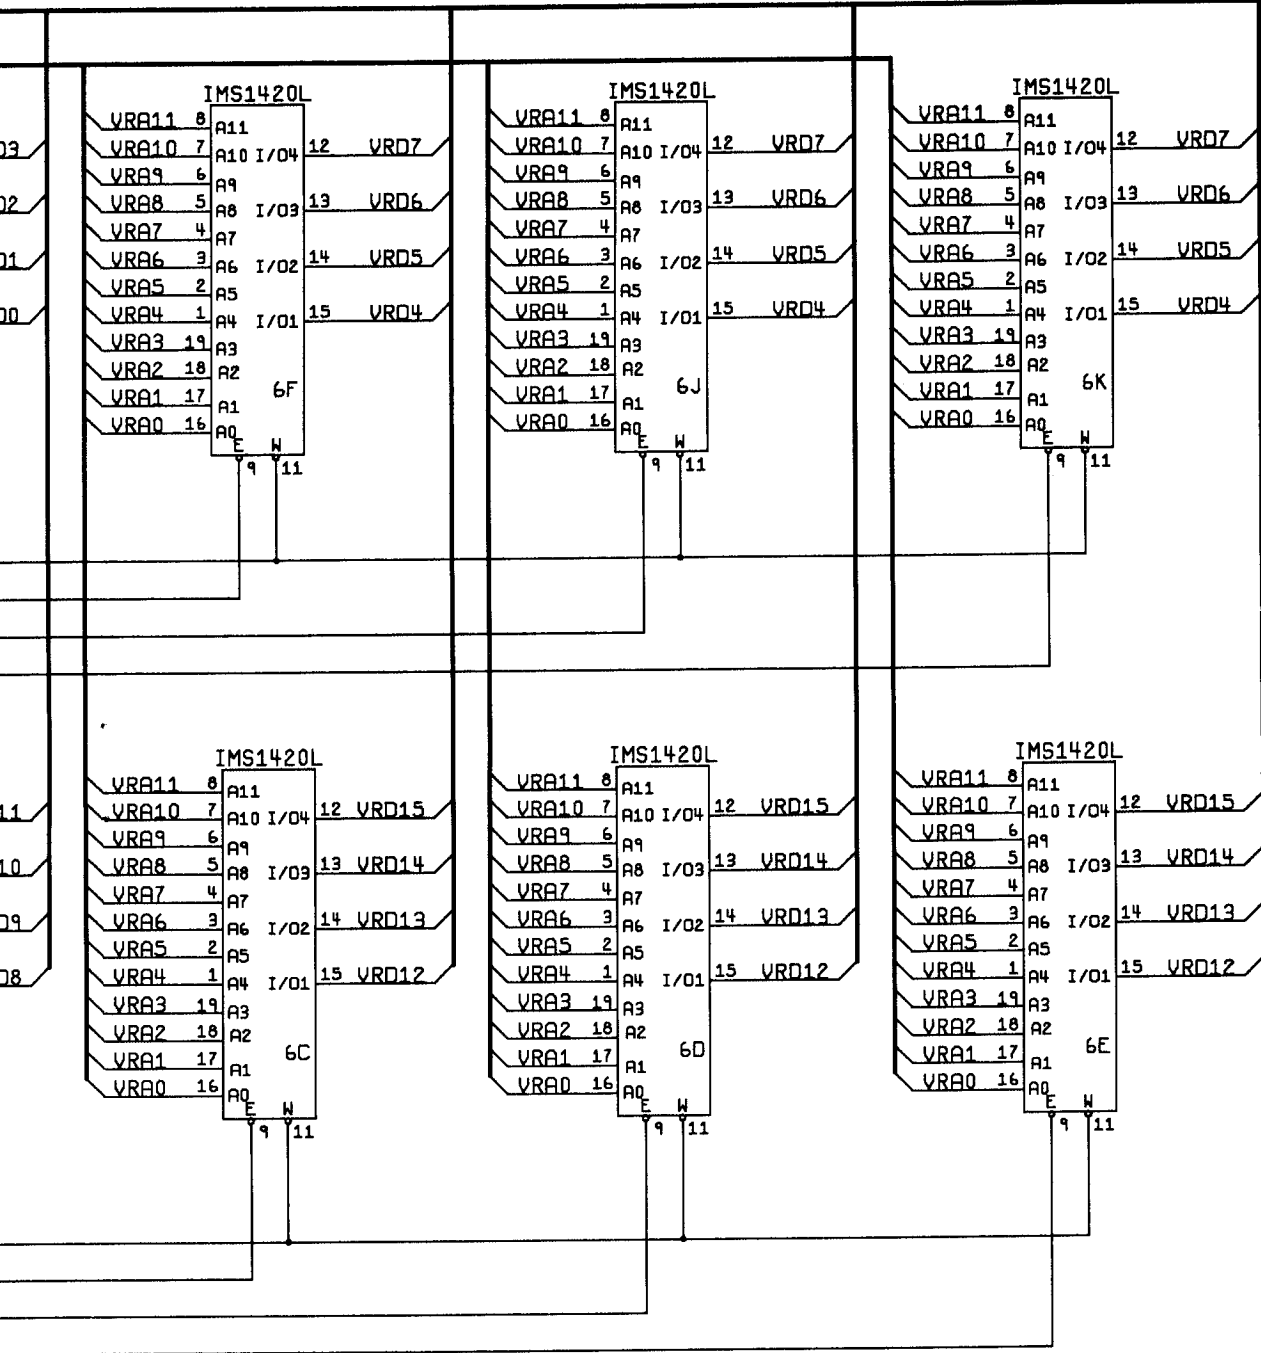 IMS1420L IMS1420L IMS1420L
VRA11 8 A11 VRA11 8 A11 VRA11 8 A11
O3 VRA10 7 A10 I/O4 12 VRD7 VRA10 7 A10 I/O4 12 VRD7 VRA10 7 A10 I/O4 12 VRD7
VRA9 6 A9 VRA9 6 A9 VRA9 6 A9
O2 VRA8 5 A8 I/O3 13 VRD6 VRA8 5 A8 I/O3 13 VRD6 VRA8 5 A8 I/O3 13 VRD6
VRA7 4 A7 VRA7 4 A7 VRA7 4 A7
O1 VRA6 3 A6 I/O2 14 VRD5 VRA6 3 A6 I/O2 14 VRD5 VRA6 3 A6 I/O2 14 VRD5
VRA5 2 A5 VRA5 2 A5 VRA5 2 A5
O0 VRA4 1 A4 I/O1 15 VRD4 VRA4 1 A4 I/O1 15 VRD4 VRA4 1 A4 I/O1 15 VRD4
VRA3 19 A3 VRA3 19 A3 VRA3 19 A3
VRA2 18 A2 VRA2 18 A2 VRA2 18 A2
6F 6J 6K
VRA1 17 A1 VRA1 17 A1 VRA1 17 A1
VRA0 16 A0 VRA0 16 A0 VRA0 16 A0
E W E W E W
9 11 9 11 9 11
IMS1420L IMS1420L IMS1420L
VRA11 8 A11 VRA11 8 A11 VRA11 8 A11
11 VRA10 7 A10 I/O4 12 VRD15 VRA10 7 A10 I/O4 12 VRD15 VRA10 7 A10 I/O4 12 VRD15
VRA9 6 A9 VRA9 6 A9 VRA9 6 A9
10 VRA8 5 A8 I/O3 13 VRD14 VRA8 5 A8 I/O3 13 VRD14 VRA8 5 A8 I/O3 13 VRD14
VRA7 4 A7 VRA7 4 A7 VRA7 4 A7
D9 VRA6 3 A6 I/O2 14 VRD13 VRA6 3 A6 I/O2 14 VRD13 VRA6 3 A6 I/O2 14 VRD13
VRA5 2 A5 VRA5 2 A5 VRA5 2 A5
D8 VRA4 1 A4 I/O1 15 VRD12 VRA4 1 A4 I/O1 15 VRD12 VRA4 1 A4 I/O1 15 VRD12
VRA3 19 A3 VRA3 19 A3 VRA3 19 A3
VRA2 18 A2 VRA2 18 A2 VRA2 18 A2
6C 6D 6E
VRA1 17 A1 VRA1 17 A1 VRA1 17 A1
VRA0 16 A0 VRA0 16 A0 VRA0 16 A0
E W E W E W
9 11 9 11 9 11